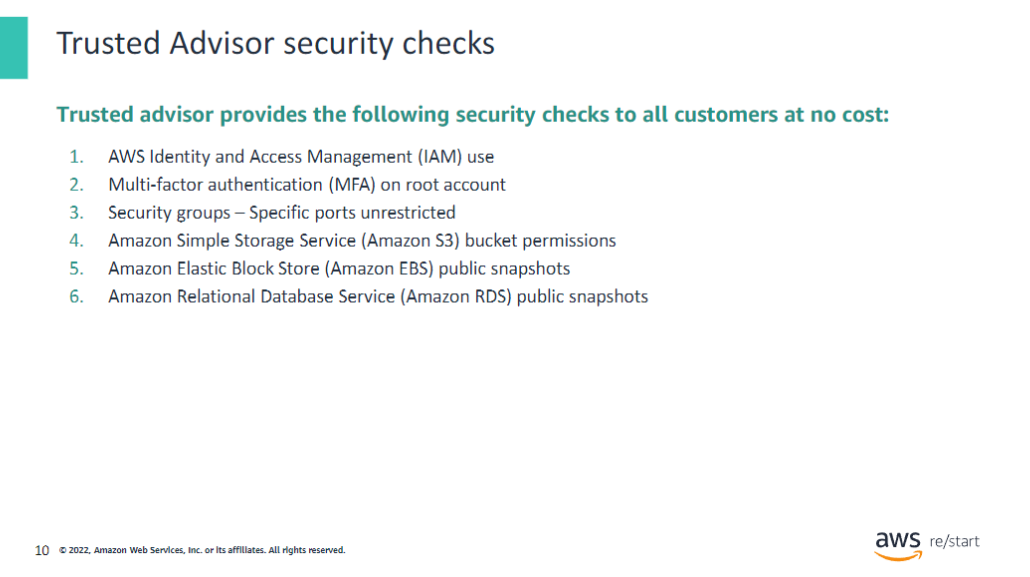 Trusted Advisor security checks
Trusted advisor provides the following security checks to all customers at no cost:
1. AWS Identity and Access Management (IAM) use
2. Multi-factor authentication (MFA) on root account
3. Security groups – Specific ports unrestricted
4. Amazon Simple Storage Service (Amazon S3) bucket permissions
5. Amazon Elastic Block Store (Amazon EBS) public snapshots
6. Amazon Relational Database Service (Amazon RDS) public snapshots
10 © 2022, Amazon Web Services, Inc. or its affiliates. All rights reserved.
aws re/start